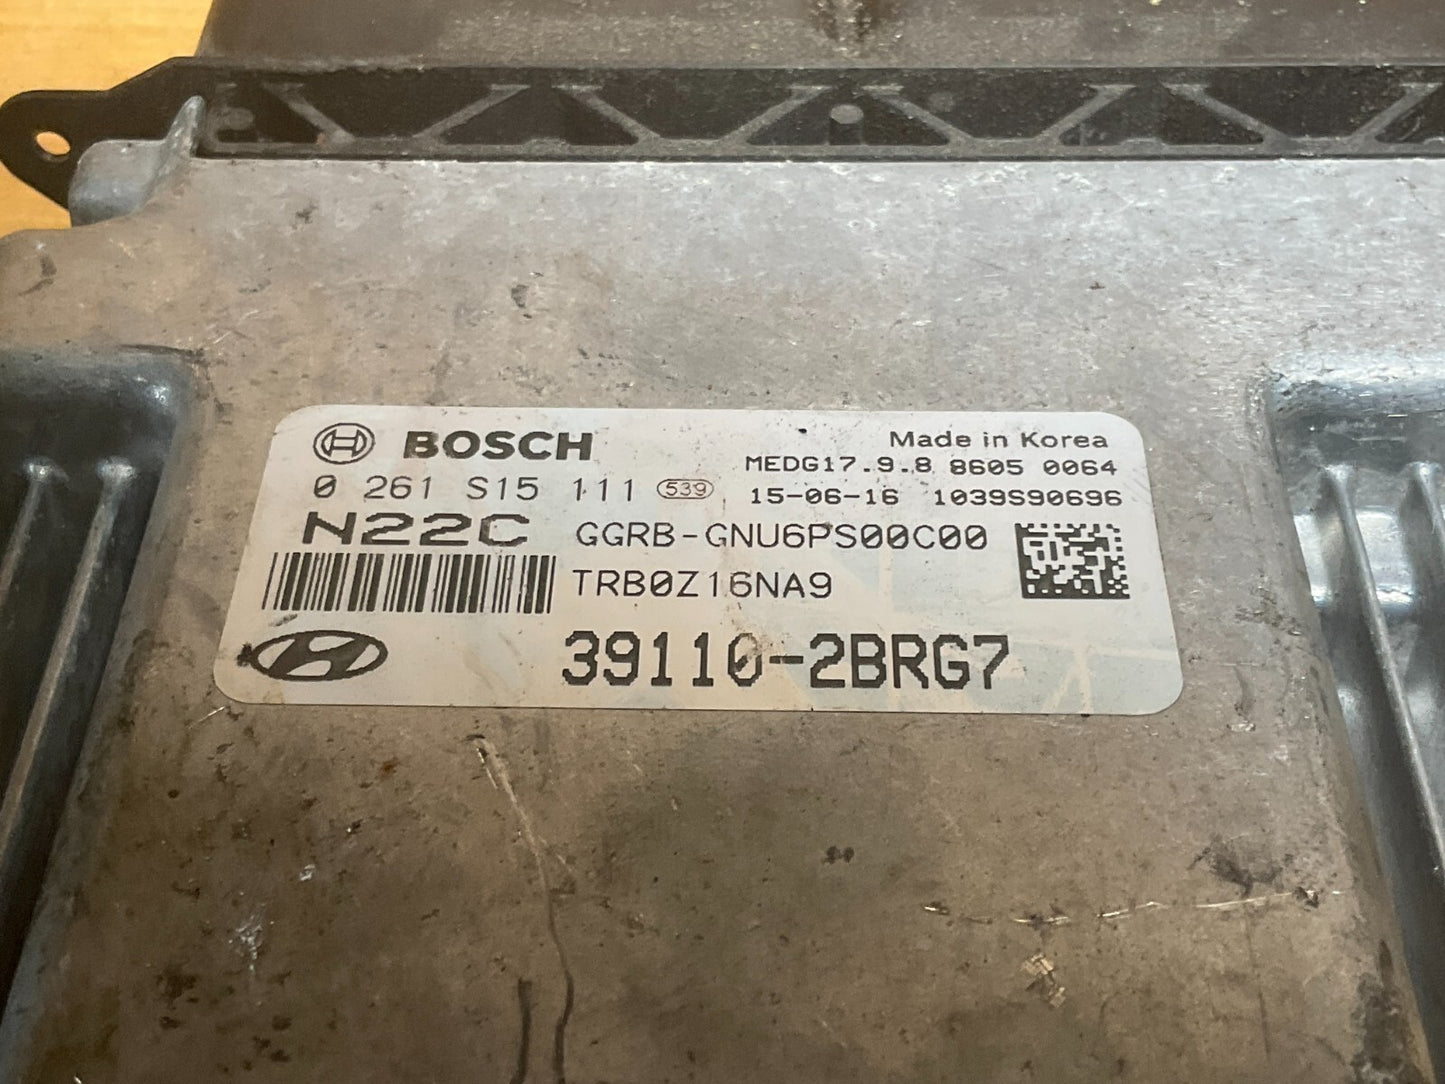 BOSCH
Made in Korea
MEDG17.9.8 8605 0064
0 261 S15 111 539
15-06-16 1039S90696
N22C GGRB-GNU6PS00C00
TRB0Z16NA9
39110-2BRG7